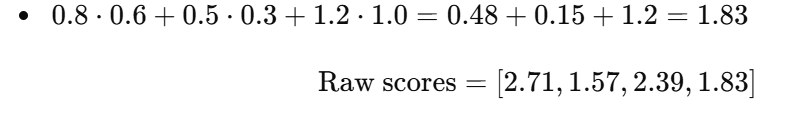 • 0.8 · 0.6 + 0.5 · 0.3 + 1.2 · 1.0 = 0.48 + 0.15 + 1.2 = 1.83
Raw scores = [2.71, 1.57, 2.39, 1.83]